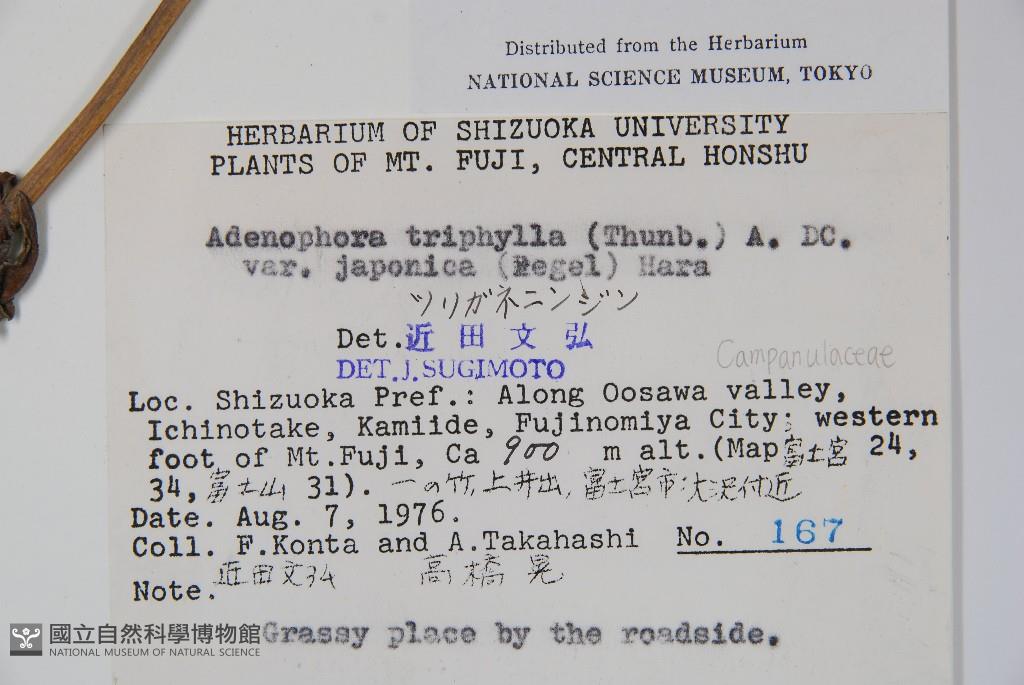 Distributed from the Herbarium
NATIONAL SCIENCE MUSEUM, TOKYO
HERBARIUM OF SHIZUOKA UNIVERSITY
PLANTS OF MT. FUJI, CENTRAL HONSHU
Adenophora triphylla (Thunb.) A. DC.
var. japonica (Regel) Hara
ツリガネニンジン
Det. 近田文弘
DET. J. SUGIMOTO
Campanulaceae
Loc. Shizuoka Pref.: Along Oosawa valley,
Ichinotake, Kamiide, Fujinomiya City; western
foot of Mt.Fuji, Ca 900 m alt.(Map富士宮 24,
34,富士山 31). 一の竹,上井出,富士宮市大沢付近
Date. Aug. 7, 1976.
Coll. F.Konta and A.Takahashi No. 167
近田文弘 高橋晃
Note.
Grassy place by the roadside.
國立自然科學博物館
NATIONAL MUSEUM OF NATURAL SCIENCE